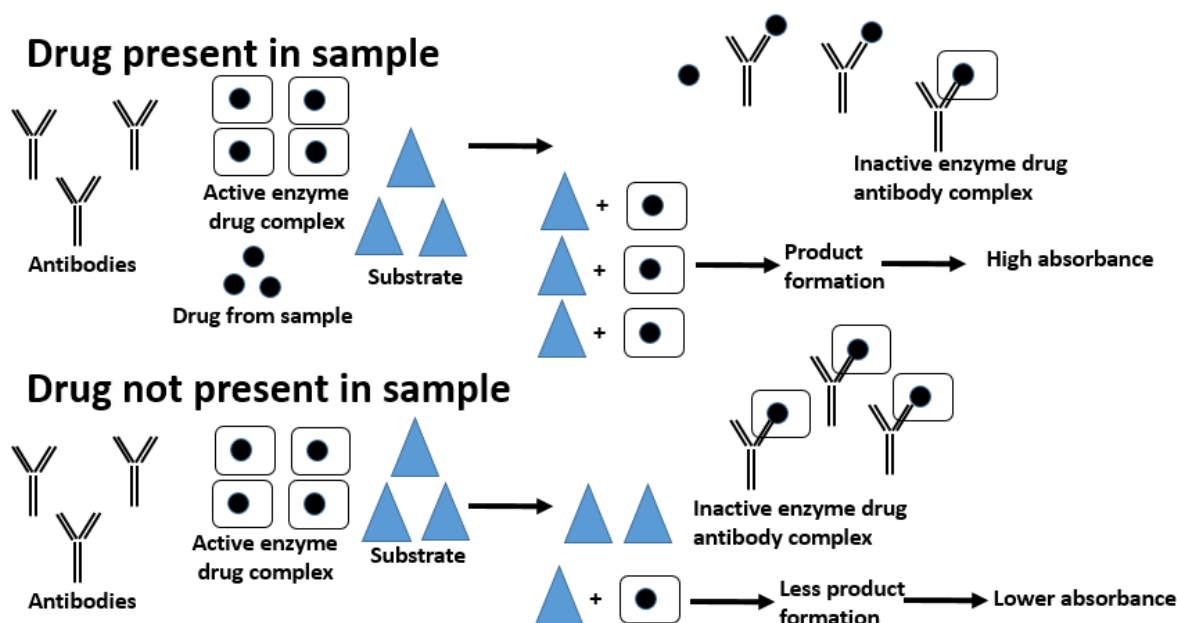 Drug present in sample
Antibodies
Active enzyme
drug complex
Drug from sample
Substrate
+
+
+
Inactive enzyme drug
antibody complex
Product
formation
High absorbance
Drug not present in sample
Antibodies
Active enzyme
drug complex
Substrate
Inactive enzyme drug
antibody complex
+
Less product
formation
Lower absorbance